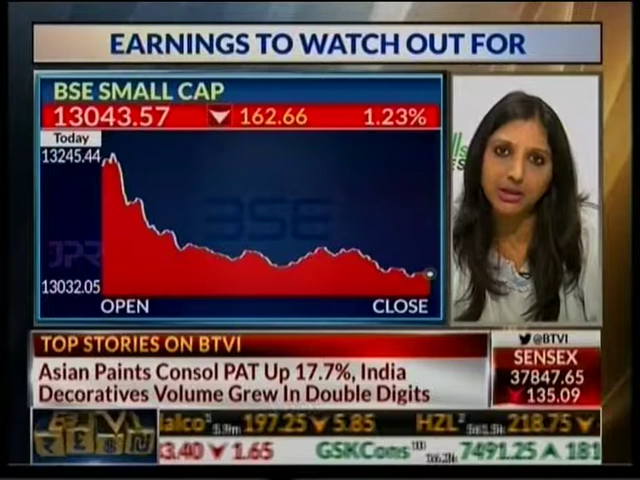 EARNINGS TO WATCH OUT FOR
BSE SMALL CAP
13043.57 ▼ 162.66 1.23%
Today
13245.44
BSE
JPR
13032.05
OPEN CLOSE
TOP STORIES ON BTVI
Asian Paints Consol PAT Up 17.7%, India
Decoratives Volume Grew In Double Digits
@BTVI
SENSEX
37847.65
▼ 135.09
alco 197.25 ▼ 5.85 HZL 218.75 ▼
3.40 ▼ 1.65 GSKCons 7491.25 ▲ 181